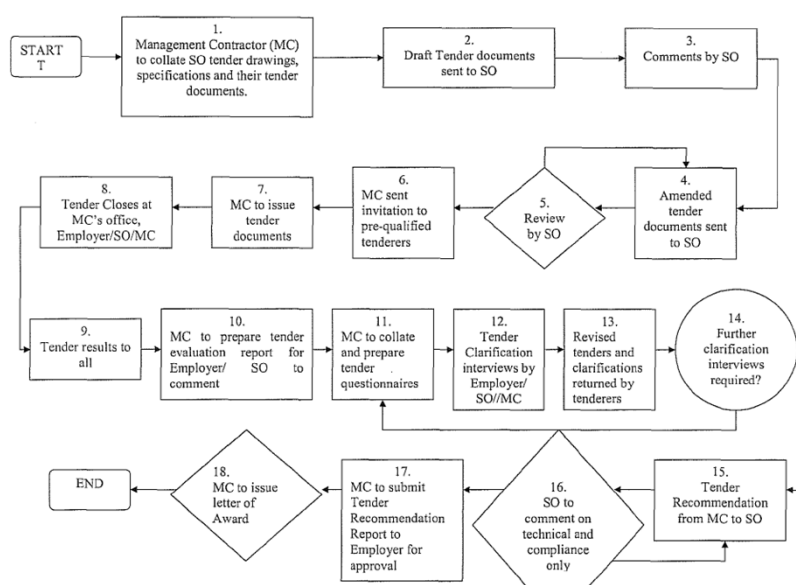 START
T
1.
Management Contractor (MC)
to collate SO tender drawings,
specifications and their tender
documents.
2.
Draft Tender documents
sent to SO
3.
Comments by SO
8.
Tender Closes at
MC's office,
Employer/SO/MC
7.
MC to issue
tender
documents
6.
MC sent
invitation to
pre-qualified
tenderers
5.
Review
by SO
4.
Amended
tender
documents sent
to SO
9.
Tender results to
all
10.
MC to prepare tender
evaluation report for
Employer/ SO to
comment
11.
MC to collate
and prepare
tender
questionnaires
12.
Tender
Clarification
interviews by
Employer/
SO//MC
13.
Revised
tenders and
clarifications
returned by
tenderers
14.
Further
clarification
interviews
required?
END
18.
MC to issue
letter of
Award
17.
MC to submit
Tender
Recommendation
Report to
Employer for
approval
16.
SO to
comment on
technical and
compliance
only
15.
Tender
Recommendation
from MC to SO